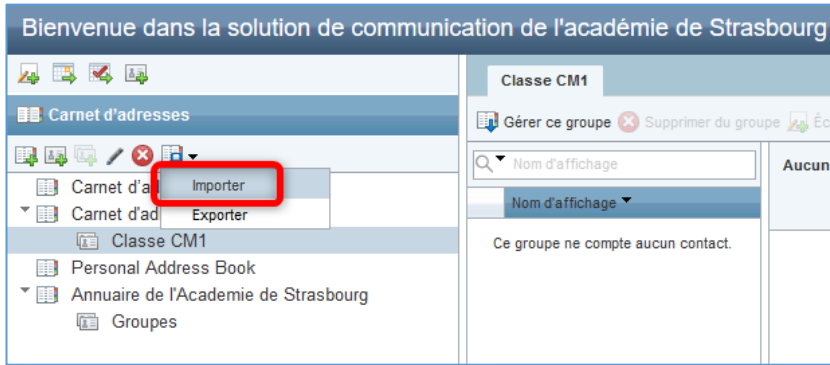 Bienvenue dans la solution de communication de l'académie de Strasbourg
Carnet d'adresses
Carnet d'a
Importer
Carnet d'ad
Exporter
Classe CM1
Personal Address Book
Annuaire de l'Academie de Strasbourg
Groupes
Classe CM1
Gérer ce groupe Supprimer du groupe Éc
Nom d'affichage
Aucun
Nom d'affichage
Ce groupe ne compte aucun contact.